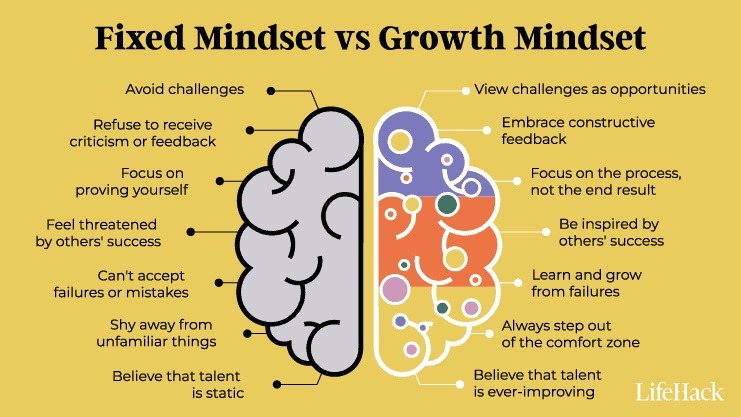 Fixed Mindset vs Growth Mindset
Avoid challenges
Refuse to receive
criticism or feedback
Focus on
proving yourself
Feel threatened
by others' success
Can't accept
failures or mistakes
Shy away from
unfamiliar things
Believe that talent
is static
View challenges as opportunities
Embrace constructive
feedback
Focus on the process,
not the end result
Be inspired by
others' success
Learn and grow
from failures
Always step out
of the comfort zone
Believe that talent
is ever-improving
LifeHack